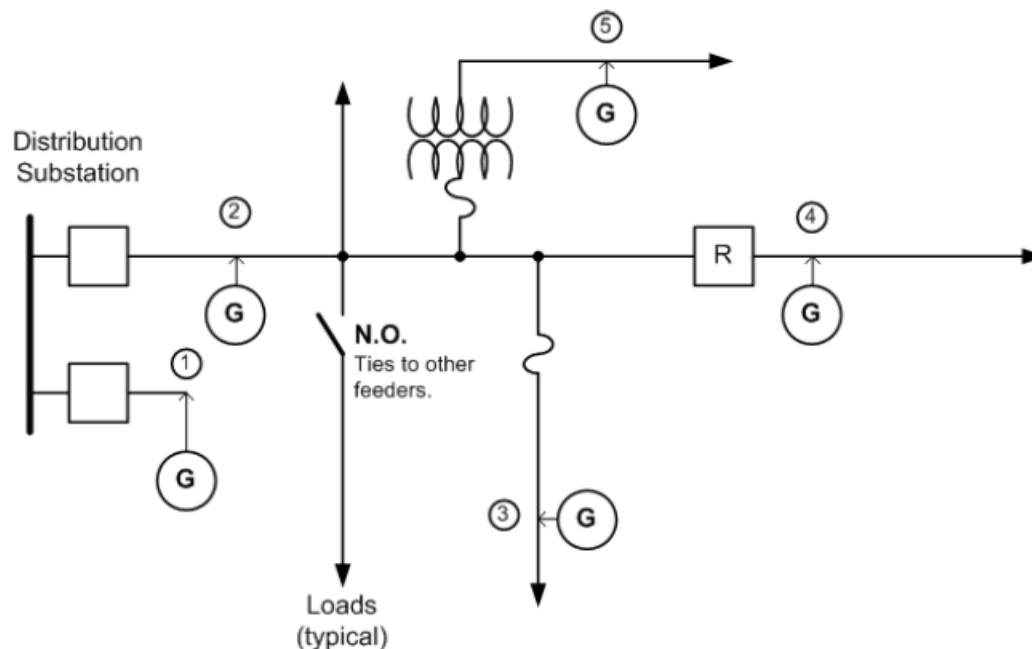 5
G
Distribution
Substation
2
4
R
G
G
N.O.
Ties to other
feeders.
1
G
3
G
Loads
(typical)